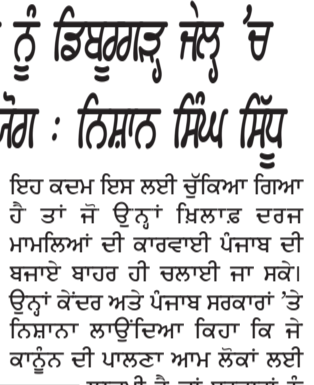 ਨੂੰ ਡਿਬਰੂਗੜ੍ਹ ਜੇਲ੍ਹ 'ਚ
: ਨਿਸ਼ਾਨ ਸਿੰਘ ਸਿੱਧੂ
ਇਹ ਕਦਮ ਇਸ ਲਈ ਚੁੱਕਿਆ ਗਿਆ
ਹੈ ਤਾਂ ਜੋ ਉਨ੍ਹਾਂ ਖ਼ਿਲਾਫ਼ ਦਰਜ
ਮਾਮਲਿਆਂ ਦੀ ਕਾਰਵਾਈ ਪੰਜਾਬ ਦੀ
ਬਜਾਏ ਬਾਹਰ ਹੀ ਚਲਾਈ ਜਾ ਸਕੇ।
ਉਨ੍ਹਾਂ ਕੇਂਦਰ ਅਤੇ ਪੰਜਾਬ ਸਰਕਾਰਾਂ 'ਤੇ
ਨਿਸ਼ਾਨਾ ਲਾਉਂਦਿਆ ਕਿਹਾ ਕਿ ਜੇ
ਕਾਨੂੰਨ ਦੀ ਪਾਲਣਾ ਆਮ ਲੋਕਾਂ ਲਈ